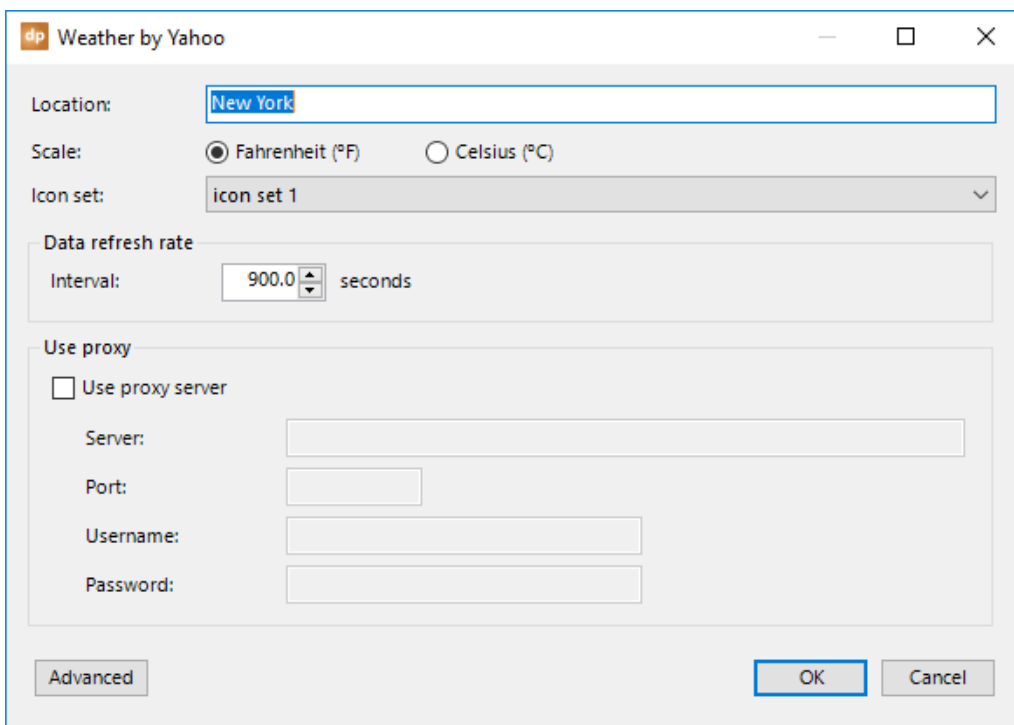 dp Weather by Yahoo
Location: New York
Scale: Fahrenheit (°F) Celsius (°C)
Icon set: icon set 1
Data refresh rate
Interval: 900.0 seconds
Use proxy
Use proxy server
Server:
Port:
Username:
Password:
Advanced OK Cancel